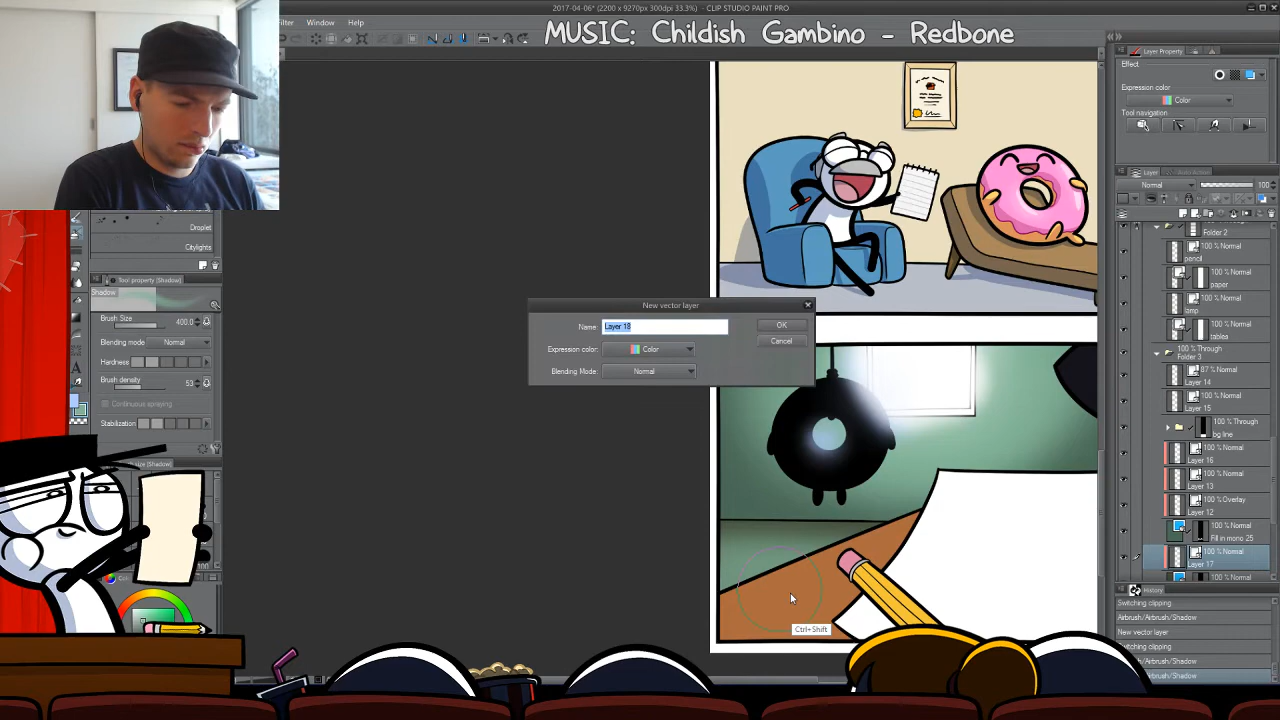 2017-04-06* (2200 x 9270px 300dpi 33.3%) - CLIP STUDIO PAINT PRO
MUSIC: Childish Gambino - Redbone
Filter Window Help
Layer Property
Effect
Expression color
Color
Tool navigation
Layer
Normal 100
Folder 2
100 % Normal
pencil
100 % Normal
paper
100 % Normal
lamp
100 % Normal
tables
100 % Through
Folder 3
87 % Normal
Layer 14
100 % Normal
Layer 15
100 % Through
bg line
100 % Normal
Layer 16
100 % Normal
Layer 13
100 % Overlay
Layer 12
100 % Normal
Fill in mono 25
100 % Normal
Layer 17
100 % Normal
History
Switching clipping
Airbrush/Airbrush/Shadow
New vector layer
Switching clipping
Airbrush/Airbrush/Shadow
Droplet
Citylights
Tool property [Shadow]
Shadow
Brush Size 400.0
Blending mode Normal
Hardness
Brush density 53
Continuous spraying
Stabilization
New vector layer
Name: Layer 18 OK
Expression color: Color Cancel
Blending Mode: Normal
Ctrl+Shift